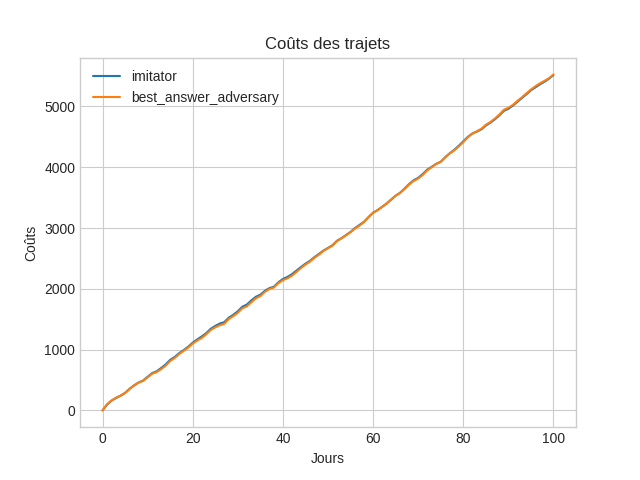 Coûts des trajets
imitator
best_answer_adversary
5000
4000
3000
2000
1000
0
Coûts
0 20 40 60 80 100
Jours